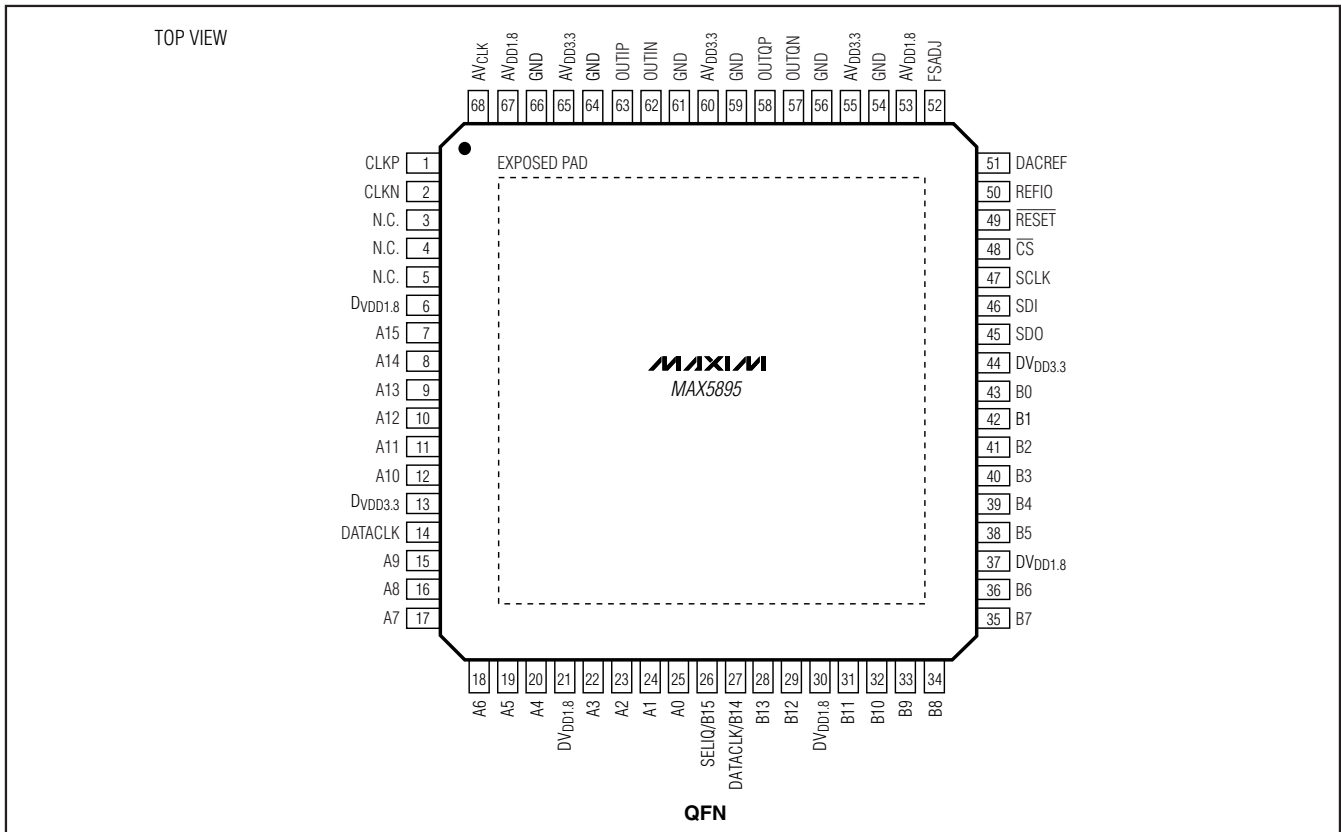 TOP VIEW
AVCLK
AVDD1.8
GND
AVDD3.3
GND
OUTIP
OUTIN
GND
AVDD3.3
GND
OUTQP
OUTQN
GND
AVDD3.3
GND
AVDD1.8
FSADJ
68 67 66 65 64 63 62 61 60 59 58 57 56 55 54 53 52
EXPOSED PAD
CLKP 1
CLKN 2
N.C. 3
N.C. 4
N.C. 5
DVDD1.8 6
A15 7
A14 8
A13 9
A12 10
A11 11
A10 12
DVDD3.3 13
DATACLK 14
A9 15
A8 16
A7 17
MAXIM
MAX5895
51 DACREF
50 REFIO
49 RESET
48 CS
47 SCLK
46 SDI
45 SDO
44 DVDD3.3
43 B0
42 B1
41 B2
40 B3
39 B4
38 B5
37 DVDD1.8
36 B6
35 B7
18 19 20 21 22 23 24 25 26 27 28 29 30 31 32 33 34
A6
A5
A4
DVDD1.8
A3
A2
A1
A0
SELIQ/B15
DATACLK/B14
B13
B12
DVDD1.8
B11
B10
B9
B8
QFN